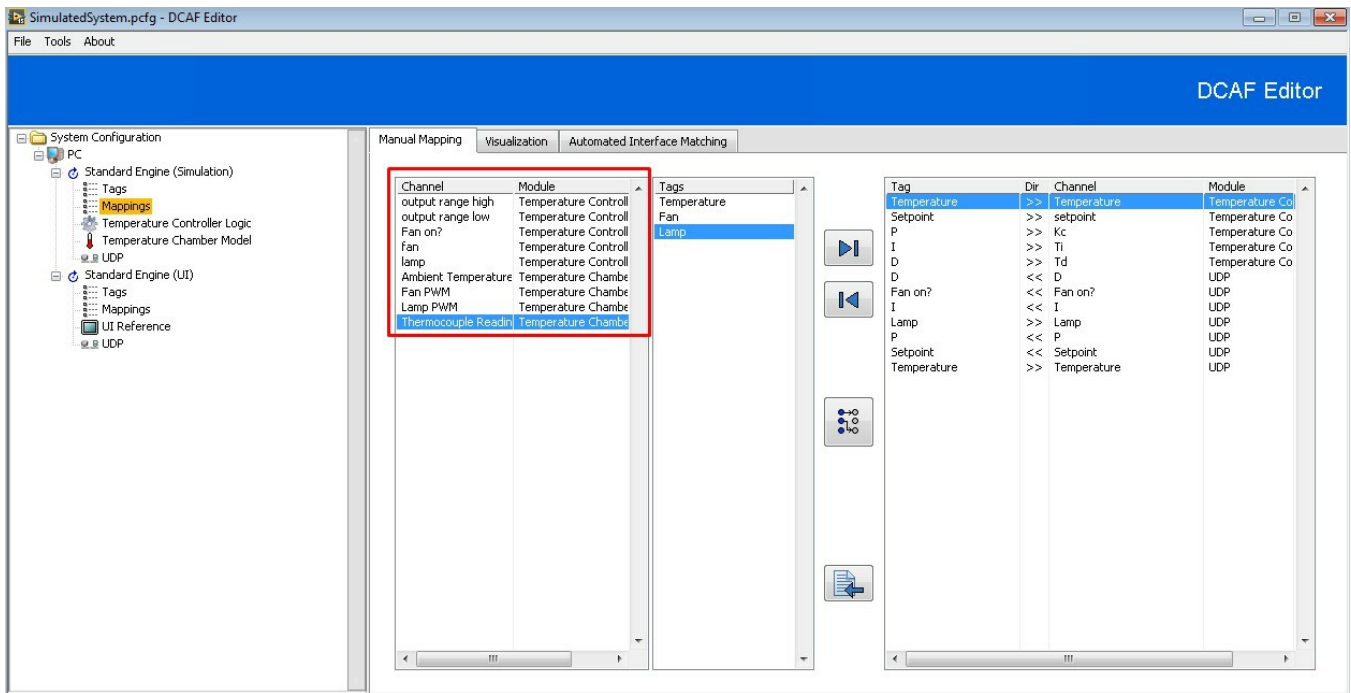 SimulatedSystem.pcfg - DCAF Editor
File Tools About
DCAF Editor
System Configuration
PC
Standard Engine (Simulation)
Tags
Mappings
Temperature Controller Logic
Temperature Chamber Model
UDP
Standard Engine (UI)
Tags
Mappings
UI Reference
UDP
Manual Mapping Visualization Automated Interface Matching
Channel Module
output range high Temperature Controll
output range low Temperature Controll
Fan on? Temperature Controll
fan Temperature Controll
lamp Temperature Controll
Ambient Temperature Temperature Chambe
Fan PWM Temperature Chambe
Lamp PWM Temperature Chambe
Thermocouple Readin Temperature Chambe
Tags
Temperature
Fan
Lamp
Tag Dir Channel Module
Temperature >> Temperature Temperature Co
Setpoint >> setpoint Temperature Co
P >> Kc Temperature Co
I >> Ti Temperature Co
D >> Td Temperature Co
D << D UDP
Fan on? << Fan on? UDP
I << I UDP
Lamp >> Lamp UDP
P << P UDP
Setpoint << Setpoint UDP
Temperature >> Temperature UDP